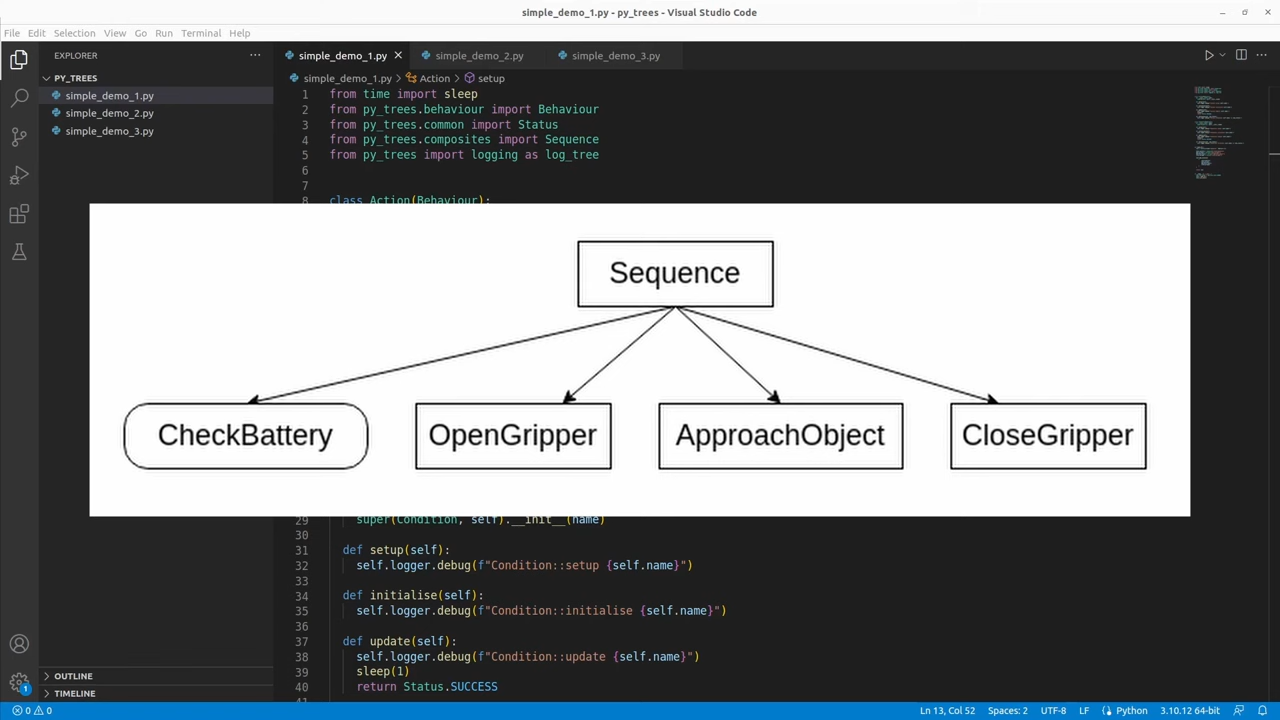 simple_demo_1.py - py_trees - Visual Studio Code
File Edit Selection View Go Run Terminal Help
EXPLORER
PY_TREES
simple_demo_1.py
simple_demo_2.py
simple_demo_3.py
OUTLINE
TIMELINE
simple_demo_1.py simple_demo_2.py simple_demo_3.py
simple_demo_1.py > Action > setup
1 from time import sleep
2 from py_trees.behaviour import Behaviour
3 from py_trees.common import Status
4 from py_trees.composites import Sequence
5 from py_trees import logging as log_tree
6
7
8 class Action(Behaviour):
Sequence
CheckBattery OpenGripper ApproachObject CloseGripper
29 super(Condition, self).__init__(name)
30
31 def setup(self):
32 self.logger.debug(f"Condition::setup {self.name}")
33
34 def initialise(self):
35 self.logger.debug(f"Condition::initialise {self.name}")
36
37 def update(self):
38 self.logger.debug(f"Condition::update {self.name}")
39 sleep(1)
40 return Status.SUCCESS
1
0 0 Ln 13, Col 52 Spaces: 2 UTF-8 LF Python 3.10.12 64-bit